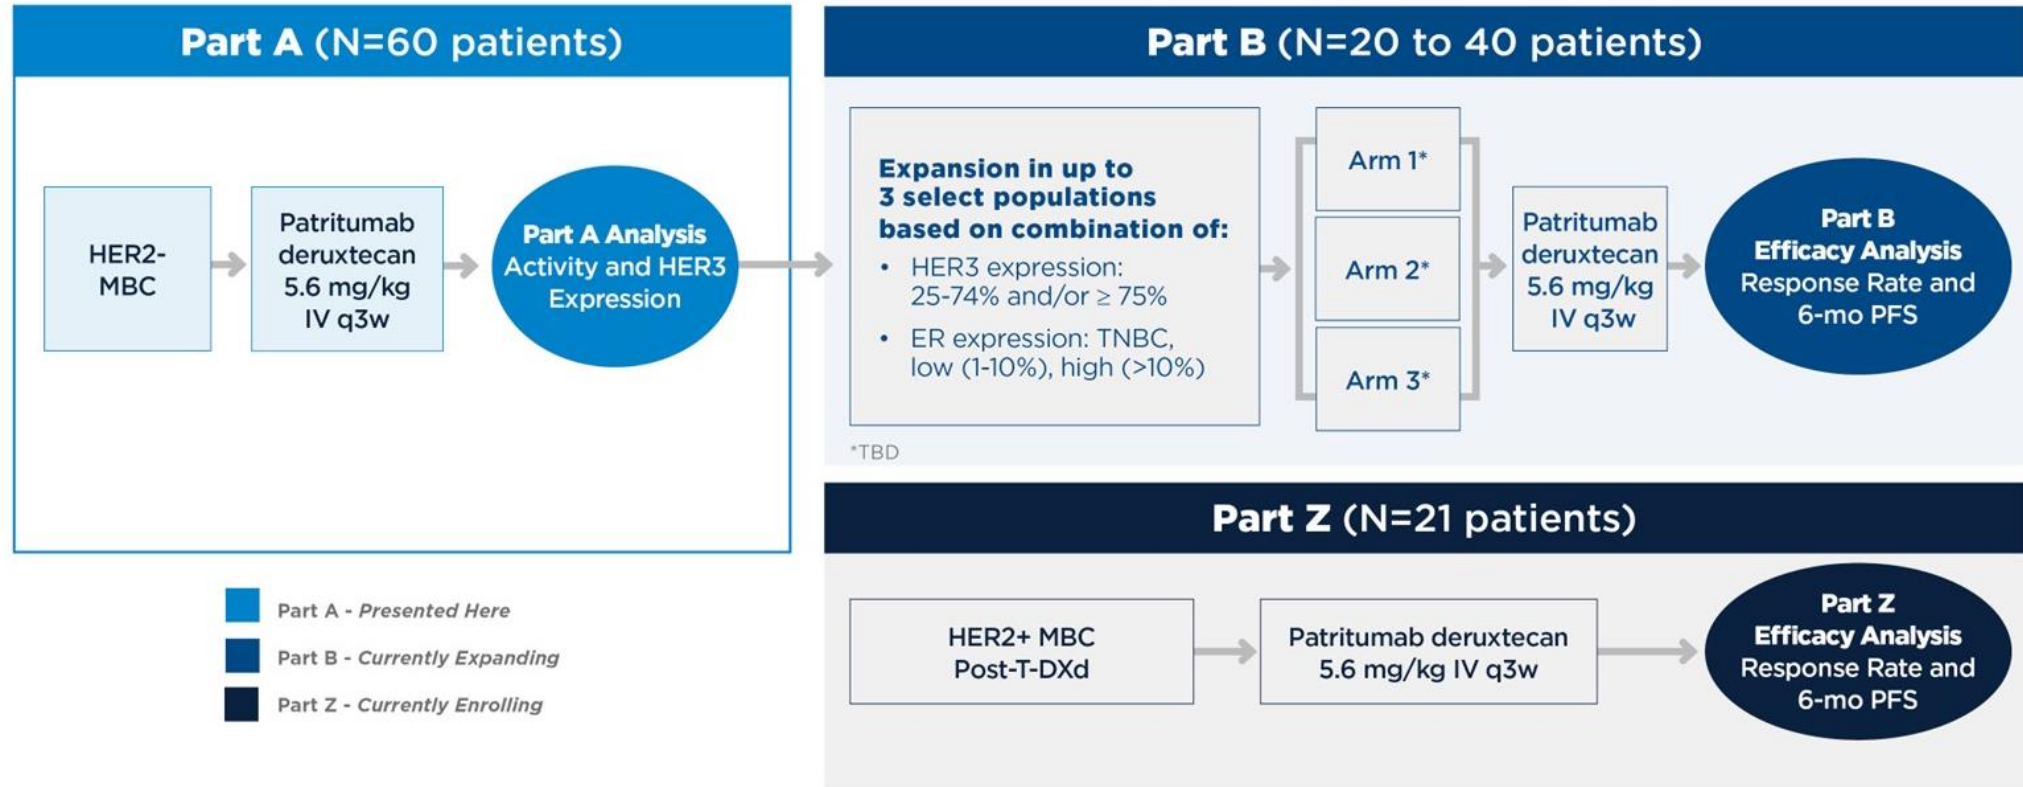 Part A (N=60 patients)
HER2-
MBC
Patritumab
deruxtecan
5.6 mg/kg
IV q3w
Part A Analysis
Activity and HER3
Expression
Part B (N=20 to 40 patients)
Expansion in up to
3 select populations
based on combination of:
• HER3 expression:
25-74% and/or ≥ 75%
• ER expression: TNBC,
low (1-10%), high (>10%)
*TBD
Arm 1*
Arm 2*
Arm 3*
Patritumab
deruxtecan
5.6 mg/kg
IV q3w
Part B
Efficacy Analysis
Response Rate and
6-mo PFS
Part Z (N=21 patients)
HER2+ MBC
Post-T-DXd
Patritumab deruxtecan
5.6 mg/kg IV q3w
Part Z
Efficacy Analysis
Response Rate and
6-mo PFS
Part A - Presented Here
Part B - Currently Expanding
Part Z - Currently Enrolling